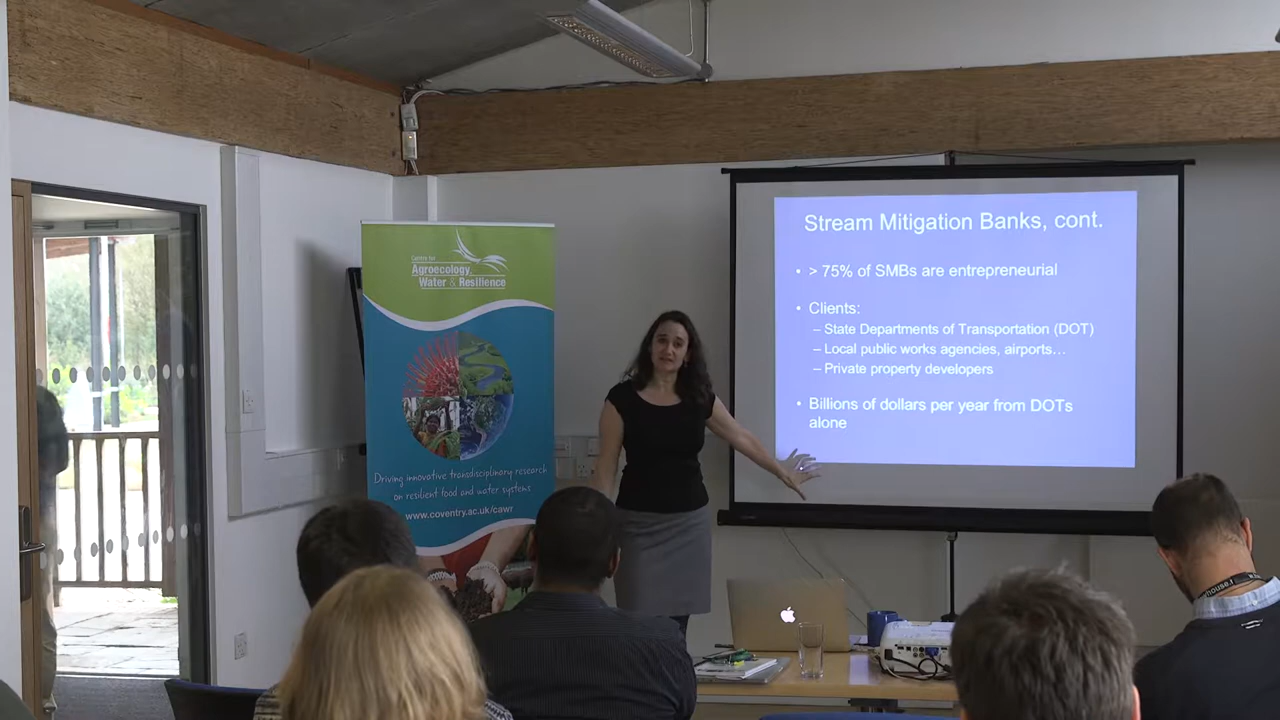 Centre for
Agroecology,
Water & Resilience
Driving innovative transdisciplinary research
on resilient food and water systems
www.coventry.ac.uk/cawr
Stream Mitigation Banks, cont.
• > 75% of SMBs are entrepreneurial
• Clients:
– State Departments of Transportation (DOT)
– Local public works agencies, airports…
– Private property developers
• Billions of dollars per year from DOTs
alone